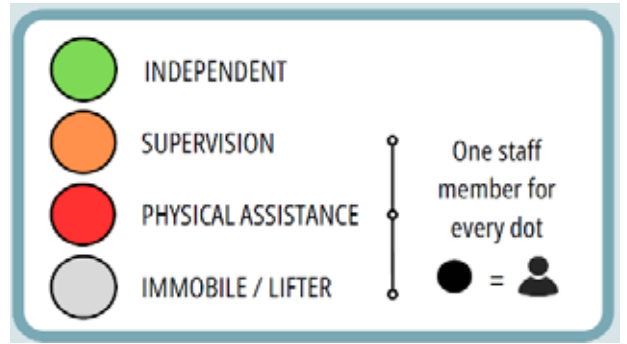 INDEPENDENT
SUPERVISION
PHYSICAL ASSISTANCE
IMMOBILE / LIFTER
One staff
member for
every dot
=